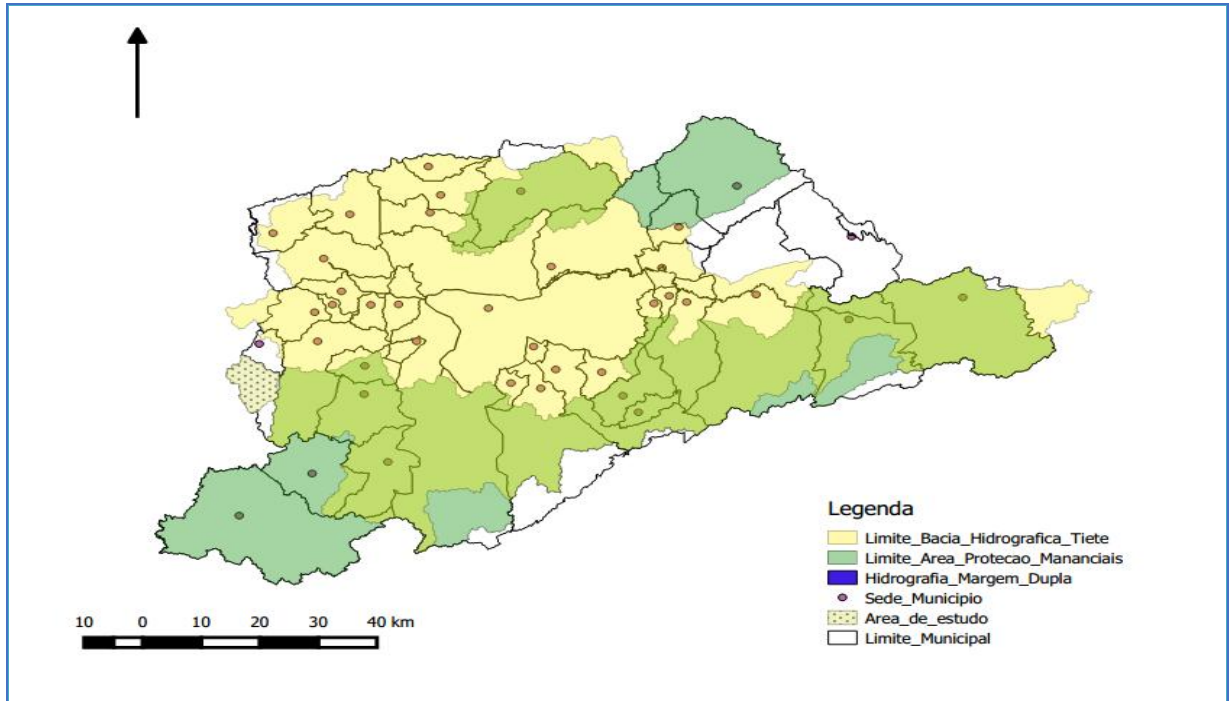 Legenda
Limite_Bacia_Hidrografica_Tiete
Limite_Area_Protecao_Mananciais
Hidrografia_Margem_Dupla
Sede_Municipio
Area_de_estudo
Limite_Municipal
10 0 10 20 30 40 km